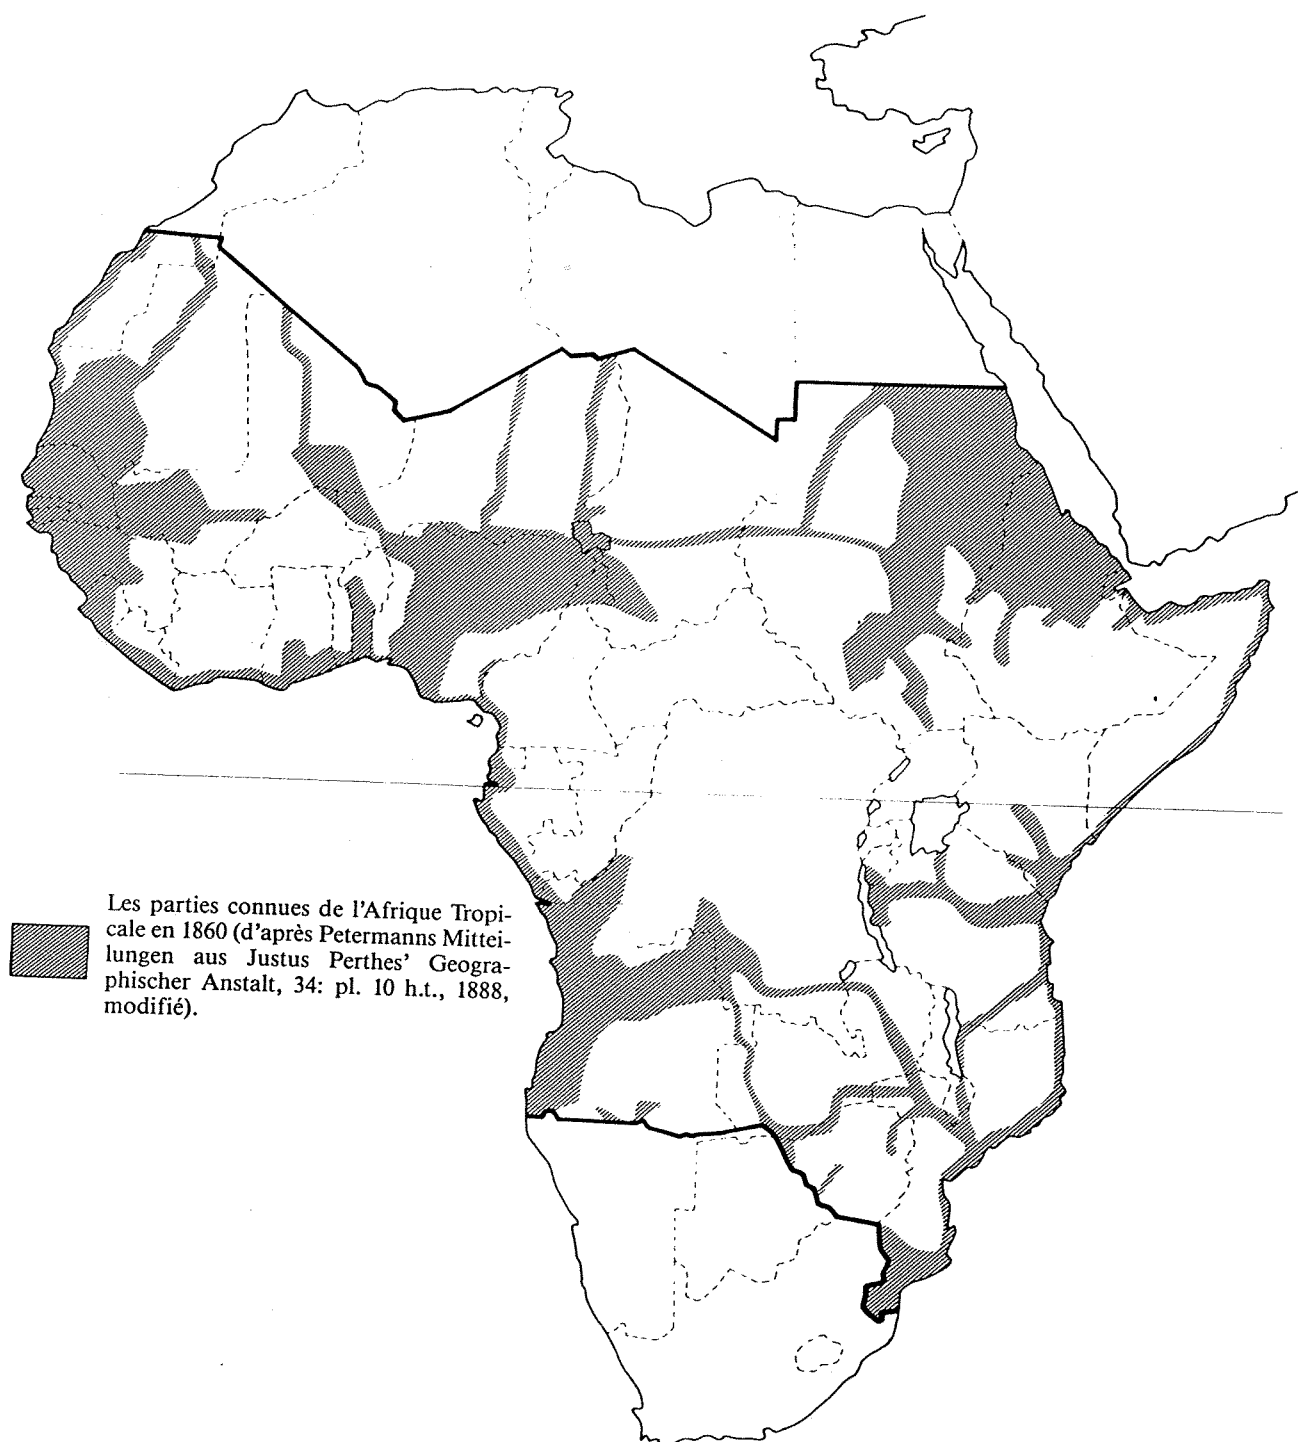 Les parties connues de l'Afrique Tropi-
cale en 1860 (d'après Petermanns Mittei-
lungen aus Justus Perthes' Geogra-
phischer Anstalt, 34: pl. 10 h.t., 1888,
modifié).